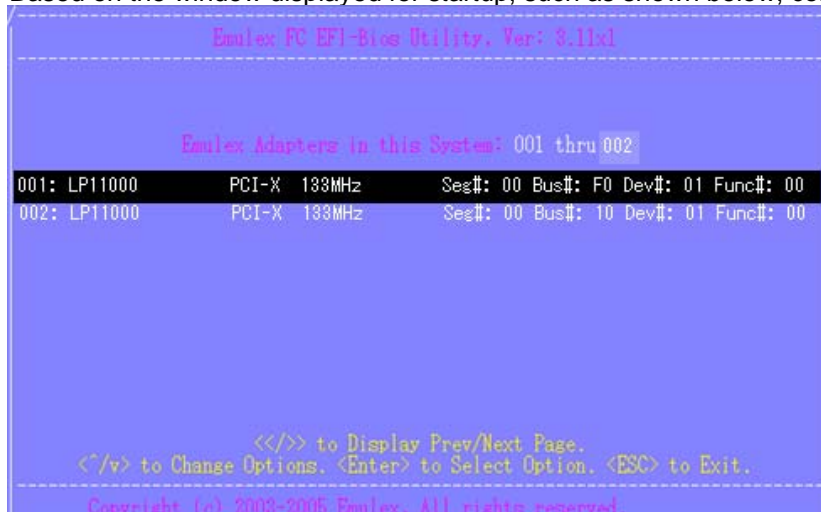 Based on the window displayed for startup, such as shown below,
Emulex FC EFI-Bios Utility, Ver: 3.11x1
Emulex Adapters in this System: 001 thru 002
001: LP11000 PCI-X 133MHz Seg#: 00 Bus#: F0 Dev#: 01 Func#: 00
002: LP11000 PCI-X 133MHz Seg#: 00 Bus#: 10 Dev#: 01 Func#: 00
<</>> to Display Prev/Next Page.
<^/v> to Change Options. <Enter> to Select Option. <ESC> to Exit.
Copyright (c) 2003-2005 Emulex. All rights reserved